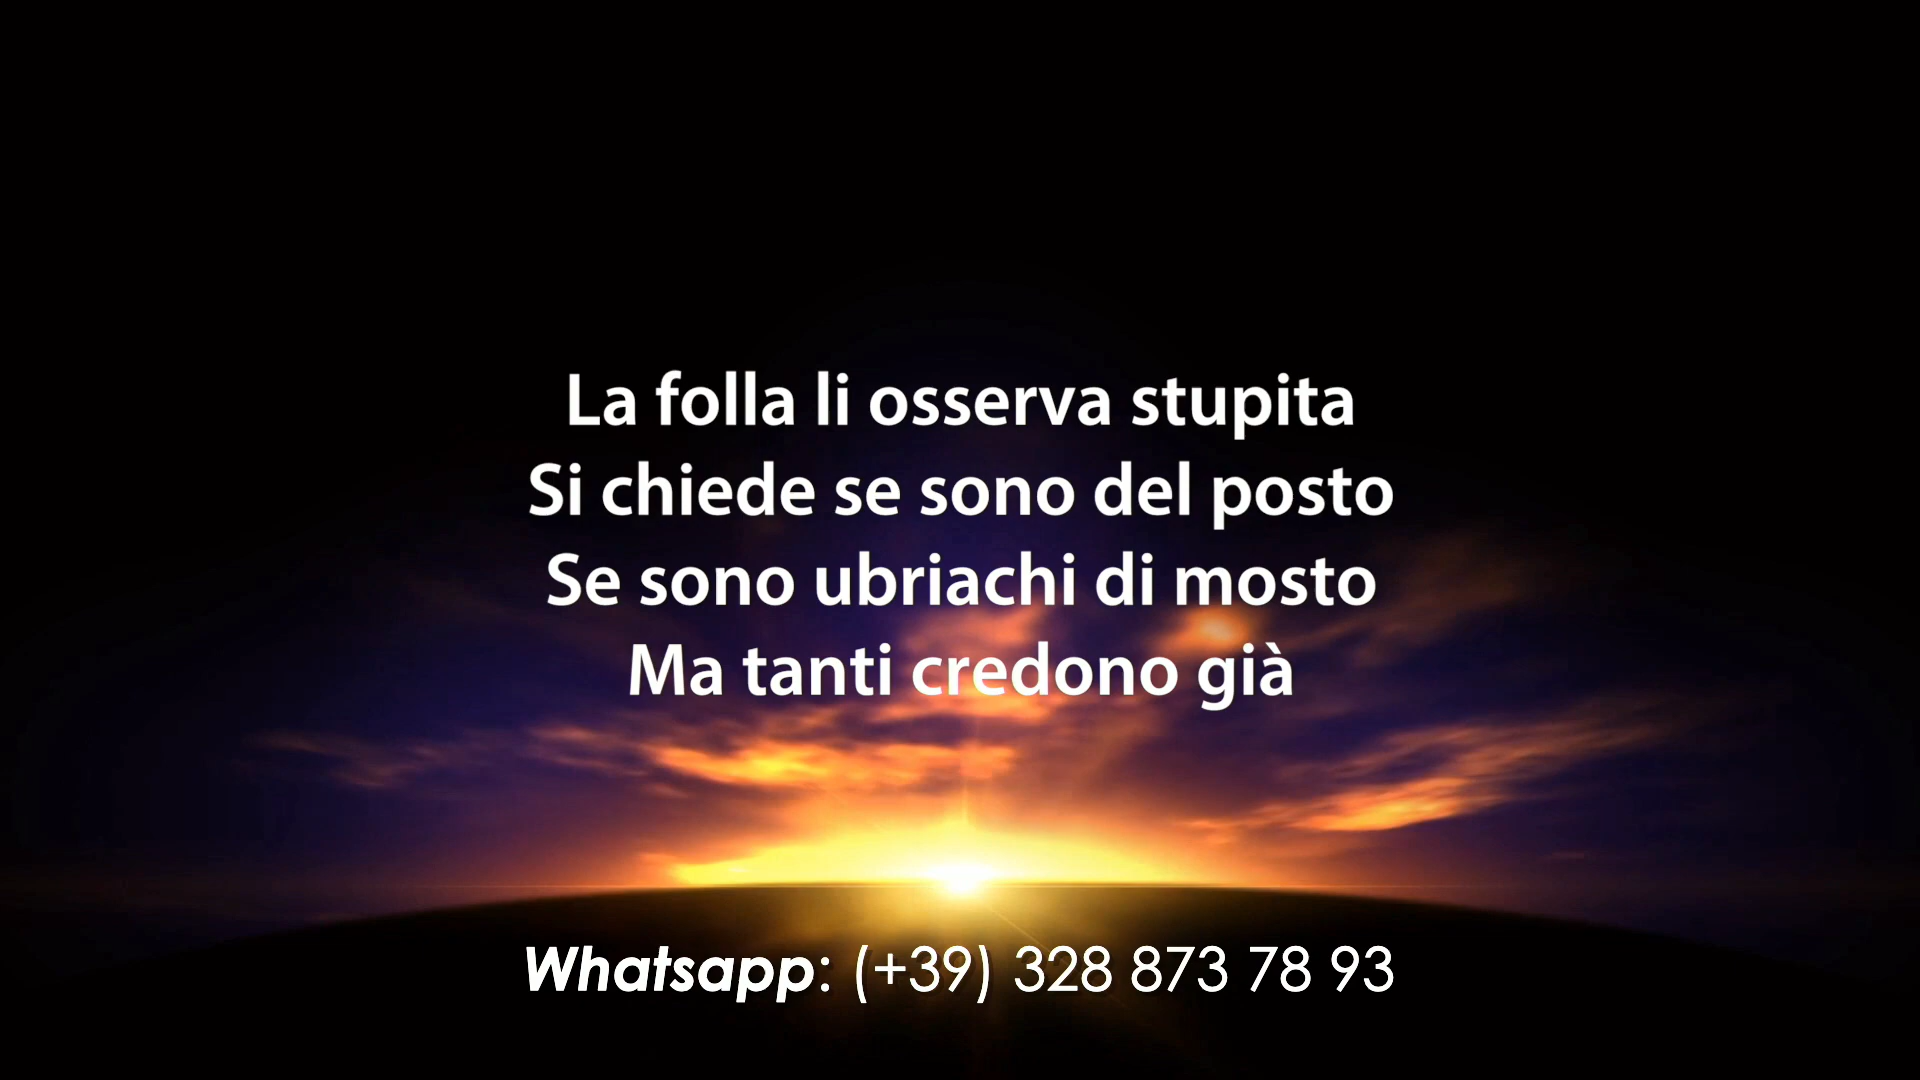 La folla li osserva stupita
Si chiede se sono del posto
Se sono ubriachi di mosto
Ma tanti credono già
Whatsapp: (+39) 328 873 78 93